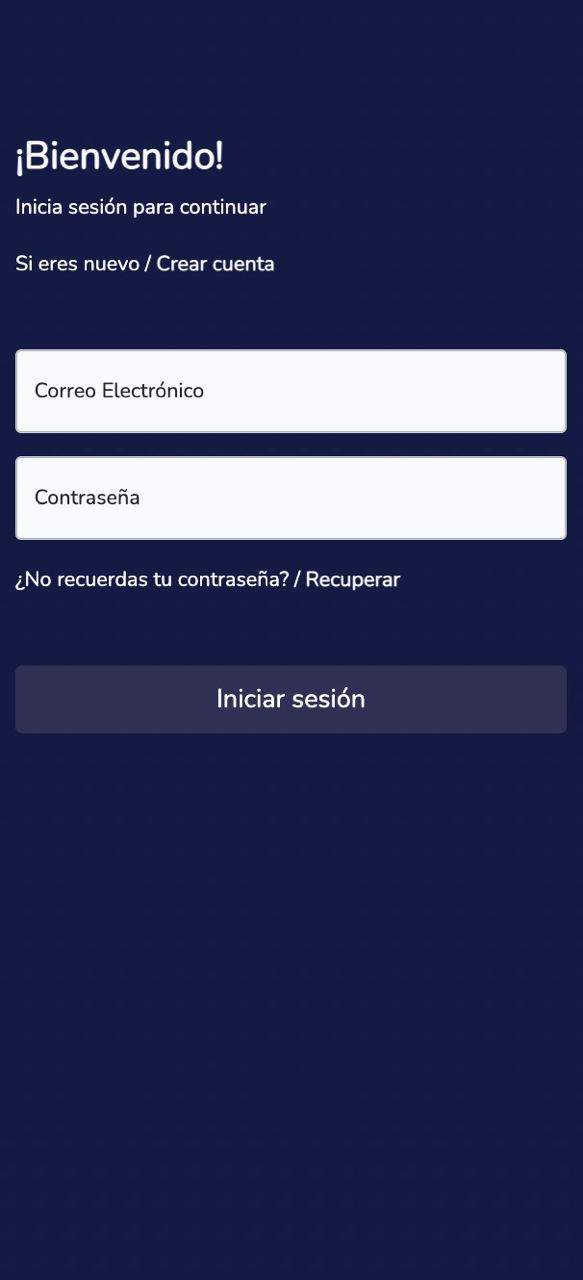 ¡Bienvenido!
Inicia sesión para continuar
Si eres nuevo / Crear cuenta
Correo Electrónico
Contraseña
¿No recuerdas tu contraseña? / Recuperar
Iniciar sesión